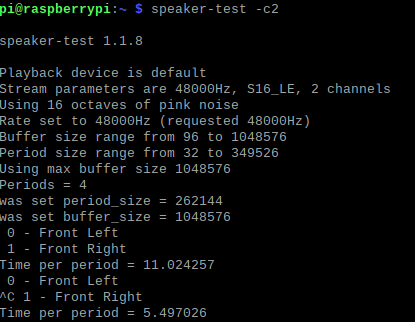 pi@raspberrypi:~ $ speaker-test -c2
speaker-test 1.1.8
Playback device is default
Stream parameters are 48000Hz, S16_LE, 2 channels
Using 16 octaves of pink noise
Rate set to 48000Hz (requested 48000Hz)
Buffer size range from 96 to 1048576
Period size range from 32 to 349526
Using max buffer size 1048576
Periods = 4
was set period_size = 262144
was set buffer_size = 1048576
 0 - Front Left
 1 - Front Right
Time per period = 11.024257
 0 - Front Left
^C 1 - Front Right
Time per period = 5.497026